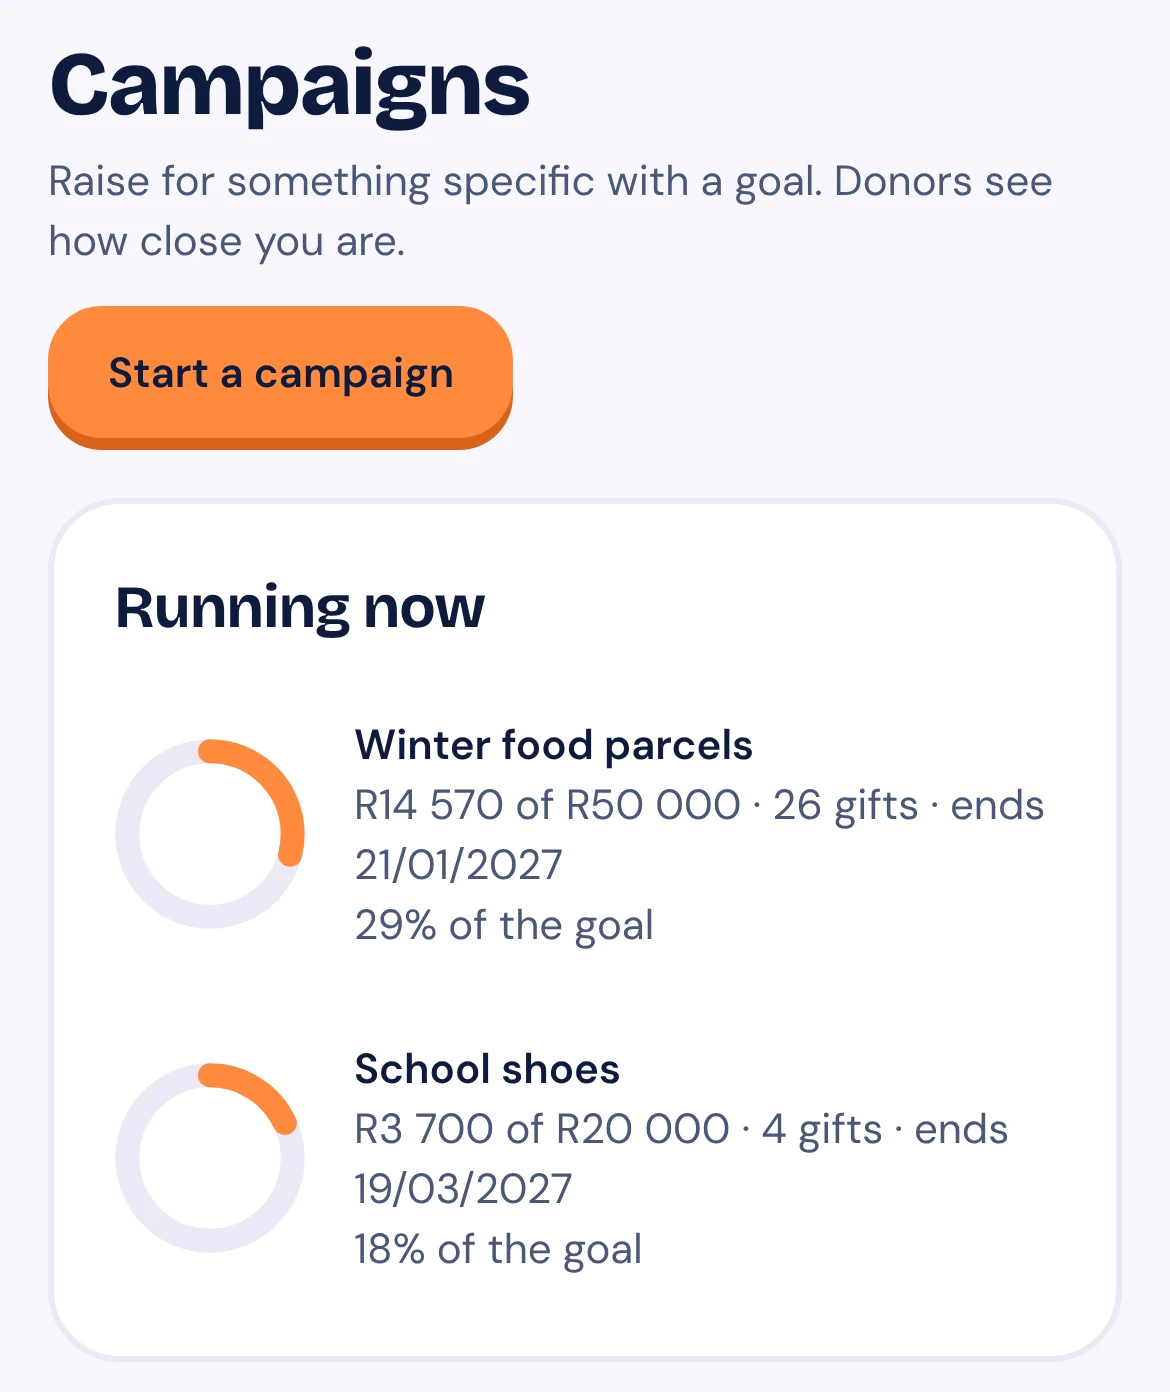 Campaigns
Raise for something specific with a goal. Donors see
how close you are.
Start a campaign
Running now
Winter food parcels
R14 570 of R50 000 · 26 gifts · ends
21/01/2027
29% of the goal
School shoes
R3 700 of R20 000 · 4 gifts · ends
19/03/2027
18% of the goal